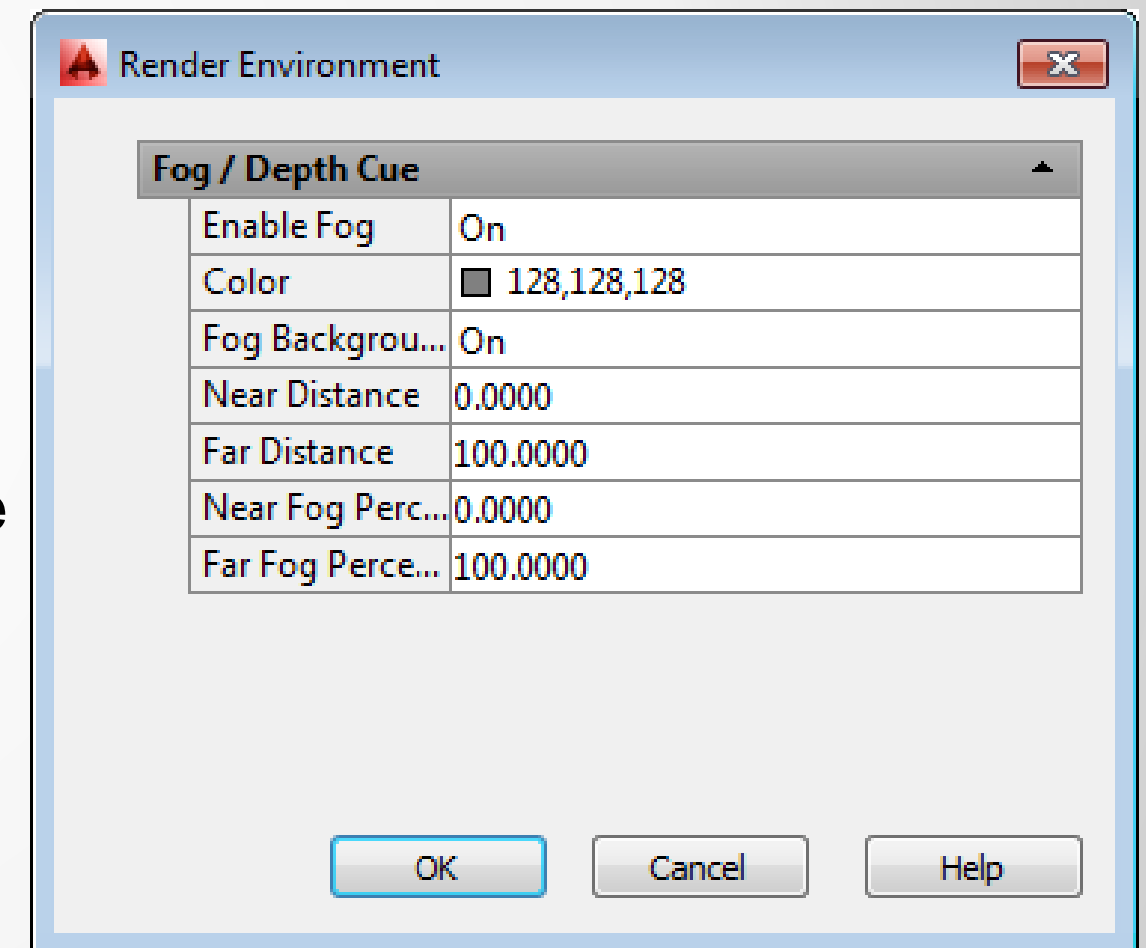 Render Environment
Fog / Depth Cue
Enable Fog On
Color 128,128,128
Fog Backgrou... On
Near Distance 0.0000
Far Distance 100.0000
Near Fog Perc... 0.0000
Far Fog Perce... 100.0000
e
OK Cancel Help